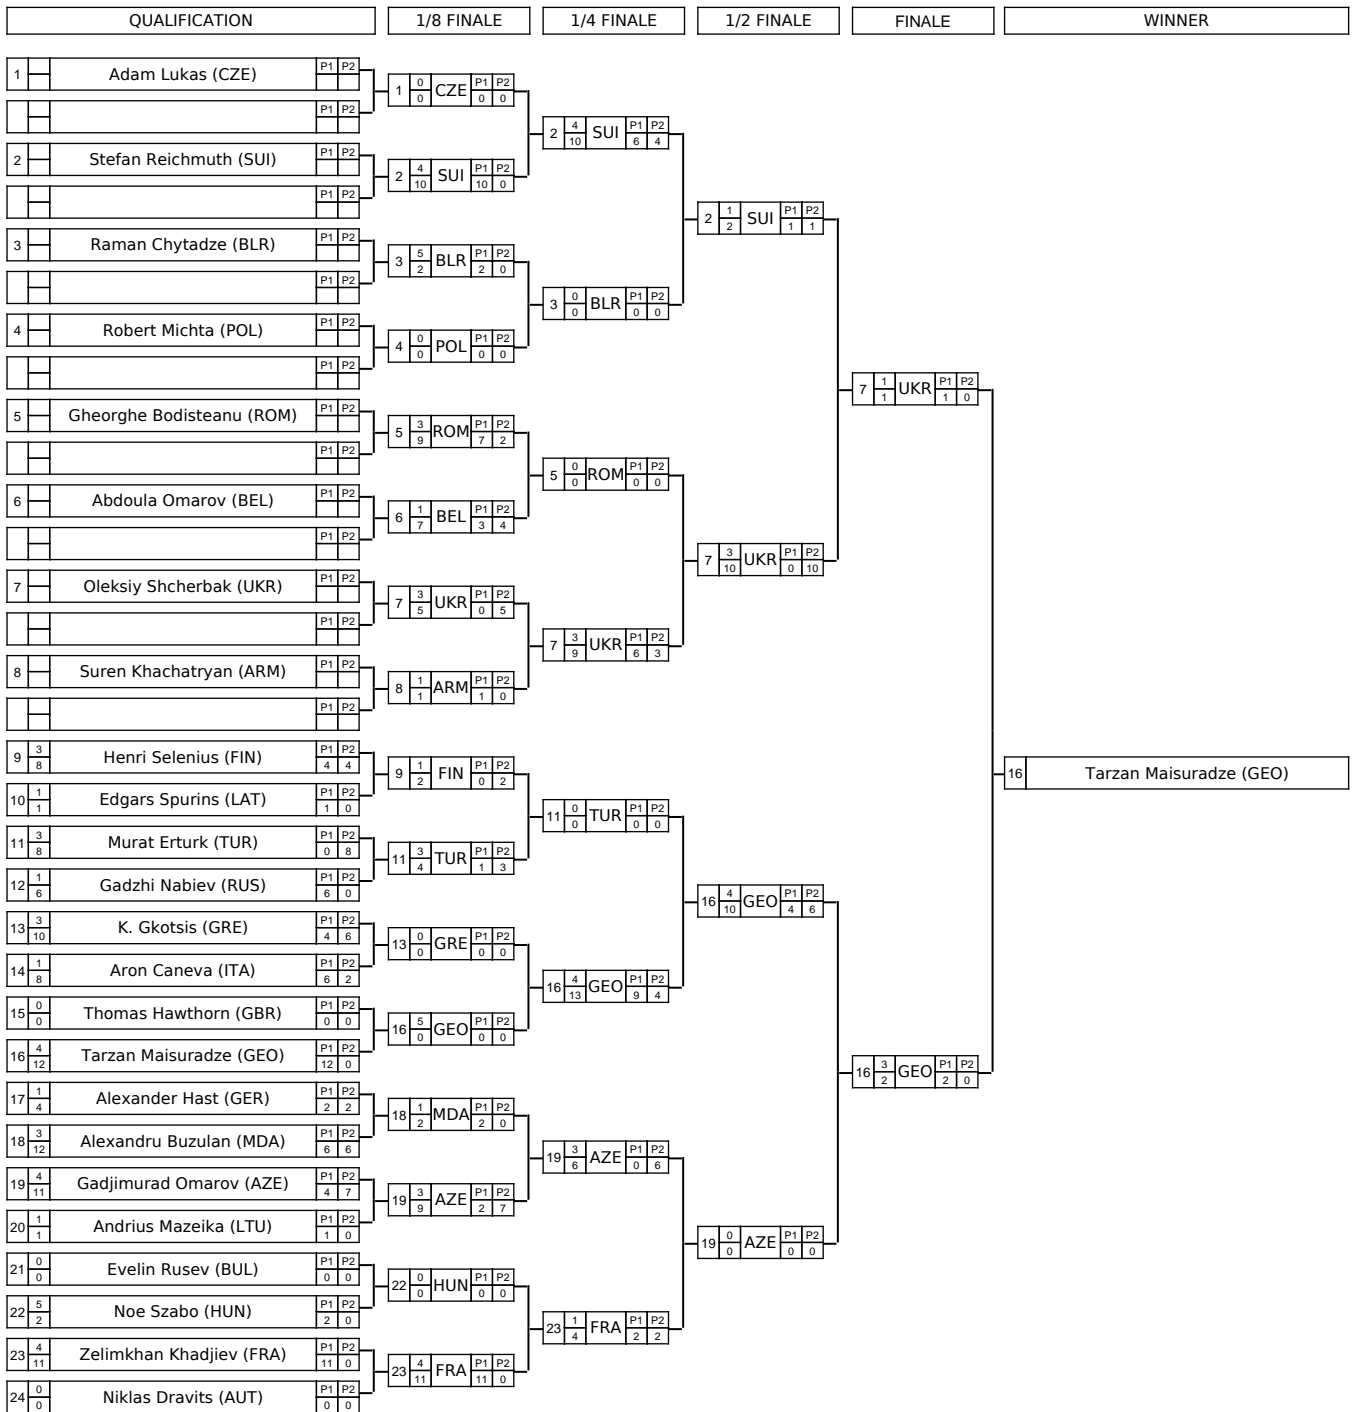 QUALIFICATION 1/8 FINALE 1/4 FINALE 1/2 FINALE FINALE WINNER
1 Adam Lukas (CZE) P1 P2
1 0 0 CZE P1 P2 0 0
P1 P2
2 4 10 SUI P1 P2 6 4
2 Stefan Reichmuth (SUI) P1 P2
2 4 10 SUI P1 P2 10 0
P1 P2
2 1 2 SUI P1 P2 1 1
3 Raman Chytadze (BLR) P1 P2
3 5 2 BLR P1 P2 2 0
P1 P2
3 0 0 BLR P1 P2 0 0
4 Robert Michta (POL) P1 P2
4 0 0 POL P1 P2 0 0
P1 P2
7 1 1 UKR P1 P2 1 0
5 Gheorghe Bodisteanu (ROM) P1 P2
5 3 9 ROM P1 P2 7 2
P1 P2
5 0 0 ROM P1 P2 0 0
6 Abdoula Omarov (BEL) P1 P2
6 1 7 BEL P1 P2 3 4
P1 P2
7 3 10 UKR P1 P2 0 10
7 Oleksiy Shcherbak (UKR) P1 P2
7 3 5 UKR P1 P2 0 5
P1 P2
7 3 9 UKR P1 P2 6 3
8 Suren Khachatryan (ARM) P1 P2
8 1 1 ARM P1 P2 1 0
P1 P2
9 3 8 Henri Selenius (FIN) P1 P2 4 4
9 1 2 FIN P1 P2 0 2
16 Tarzan Maisuradze (GEO)
10 1 1 Edgars Spurins (LAT) P1 P2 1 0
11 0 0 TUR P1 P2 0 0
11 3 8 Murat Erturk (TUR) P1 P2 0 8
11 3 4 TUR P1 P2 1 3
12 1 6 Gadzhi Nabiev (RUS) P1 P2 6 0
16 4 10 GEO P1 P2 4 6
13 3 10 K. Gkotsis (GRE) P1 P2 4 6
13 0 0 GRE P1 P2 0 0
14 1 8 Aron Caneva (ITA) P1 P2 6 2
16 4 13 GEO P1 P2 9 4
15 0 0 Thomas Hawthorn (GBR) P1 P2 0 0
16 5 0 GEO P1 P2 0 0
16 4 12 Tarzan Maisuradze (GEO) P1 P2 12 0
16 3 2 GEO P1 P2 2 0
17 1 4 Alexander Hast (GER) P1 P2 2 2
18 1 2 MDA P1 P2 2 0
18 3 12 Alexandru Buzulan (MDA) P1 P2 6 6
19 3 6 AZE P1 P2 0 6
19 4 11 Gadjimurad Omarov (AZE) P1 P2 4 7
19 3 9 AZE P1 P2 2 7
20 1 1 Andrius Mazeika (LTU) P1 P2 1 0
19 0 0 AZE P1 P2 0 0
21 0 0 Evelin Rusev (BUL) P1 P2 0 0
22 0 0 HUN P1 P2 0 0
22 5 2 Noe Szabo (HUN) P1 P2 2 0
23 1 4 FRA P1 P2 2 2
23 4 11 Zelimkhan Khadjiev (FRA) P1 P2 11 0
23 4 11 FRA P1 P2 11 0
24 0 0 Niklas Dravits (AUT) P1 P2 0 0